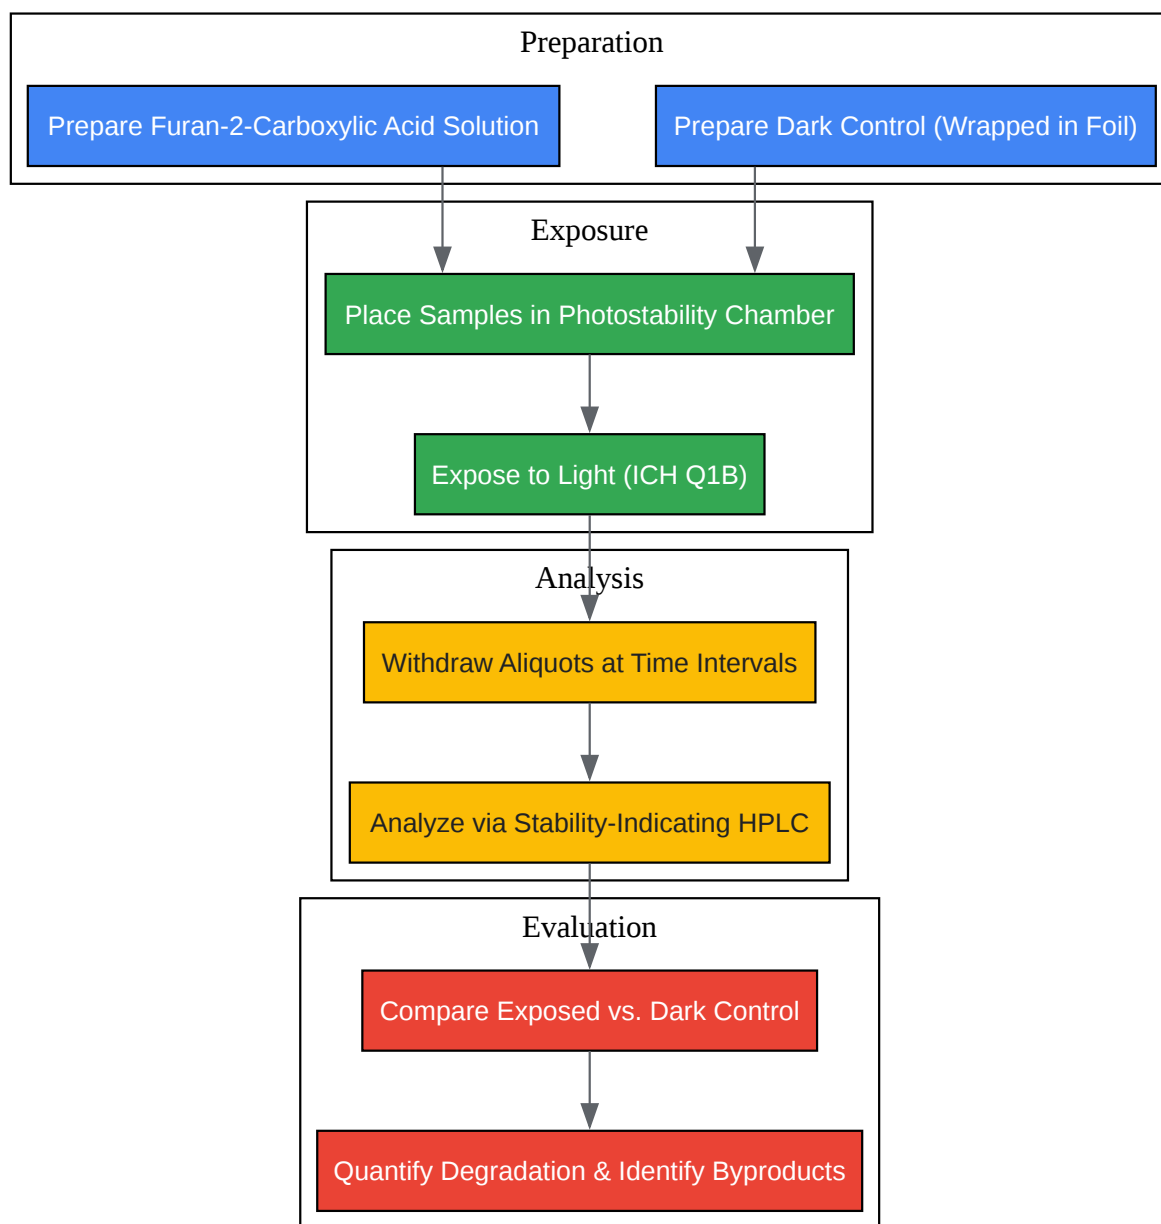 Preparation
Prepare Furan-2-Carboxylic Acid Solution
Prepare Dark Control (Wrapped in Foil)
Exposure
Place Samples in Photostability Chamber
Expose to Light (ICH Q1B)
Analysis
Withdraw Aliquots at Time Intervals
Analyze via Stability-Indicating HPLC
Evaluation
Compare Exposed vs. Dark Control
Quantify Degradation & Identify Byproducts